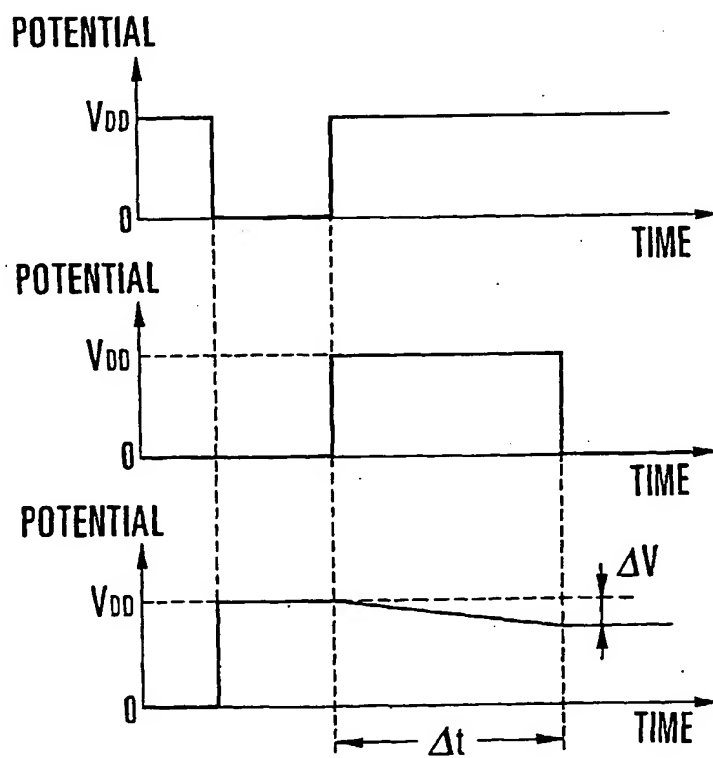 POTENTIAL
VDD
0
TIME
POTENTIAL
VDD
0
TIME
POTENTIAL
ΔV
VDD
0
TIME
Δt